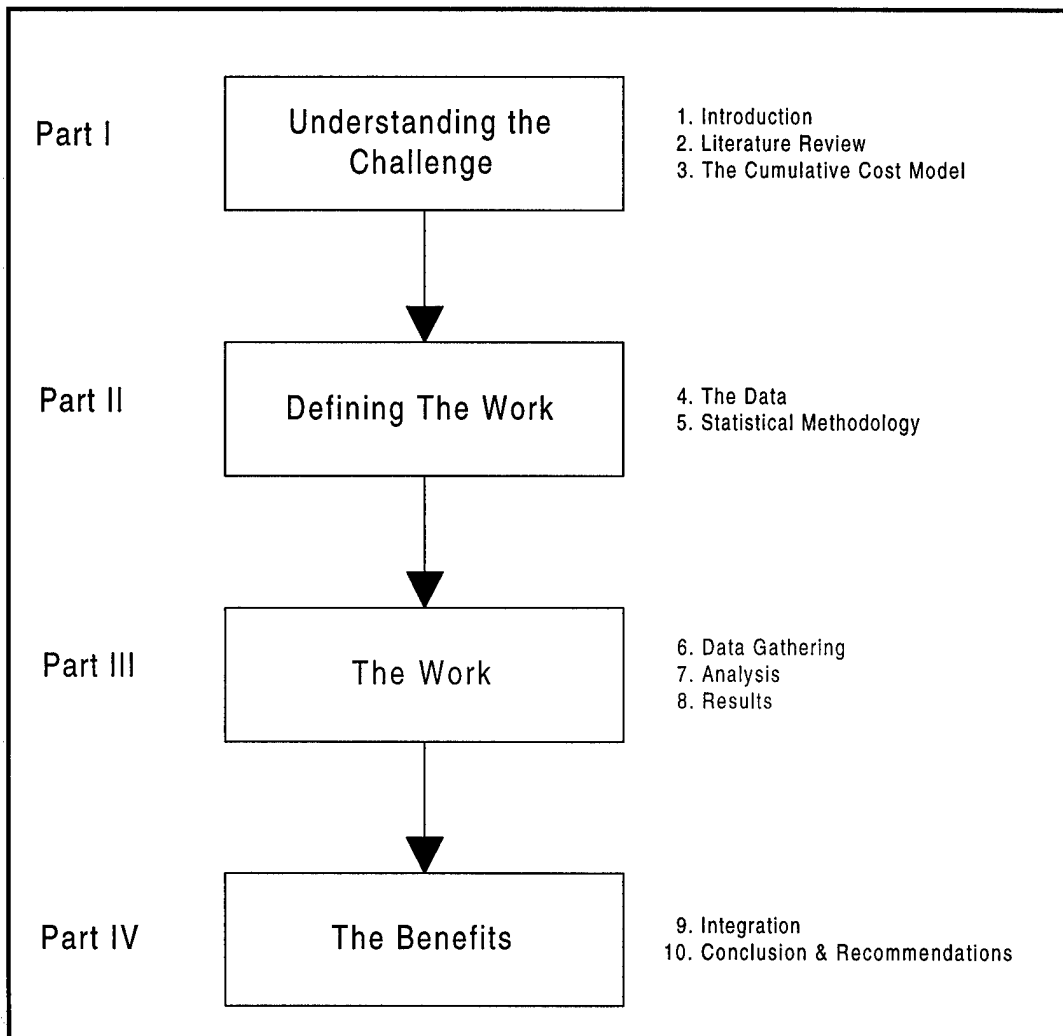 Part I
Understanding the
Challenge
1. Introduction
2. Literature Review
3. The Cumulative Cost Model
Part II
Defining The Work
4. The Data
5. Statistical Methodology
Part III
The Work
6. Data Gathering
7. Analysis
8. Results
Part IV
The Benefits
9. Integration
10. Conclusion & Recommendations